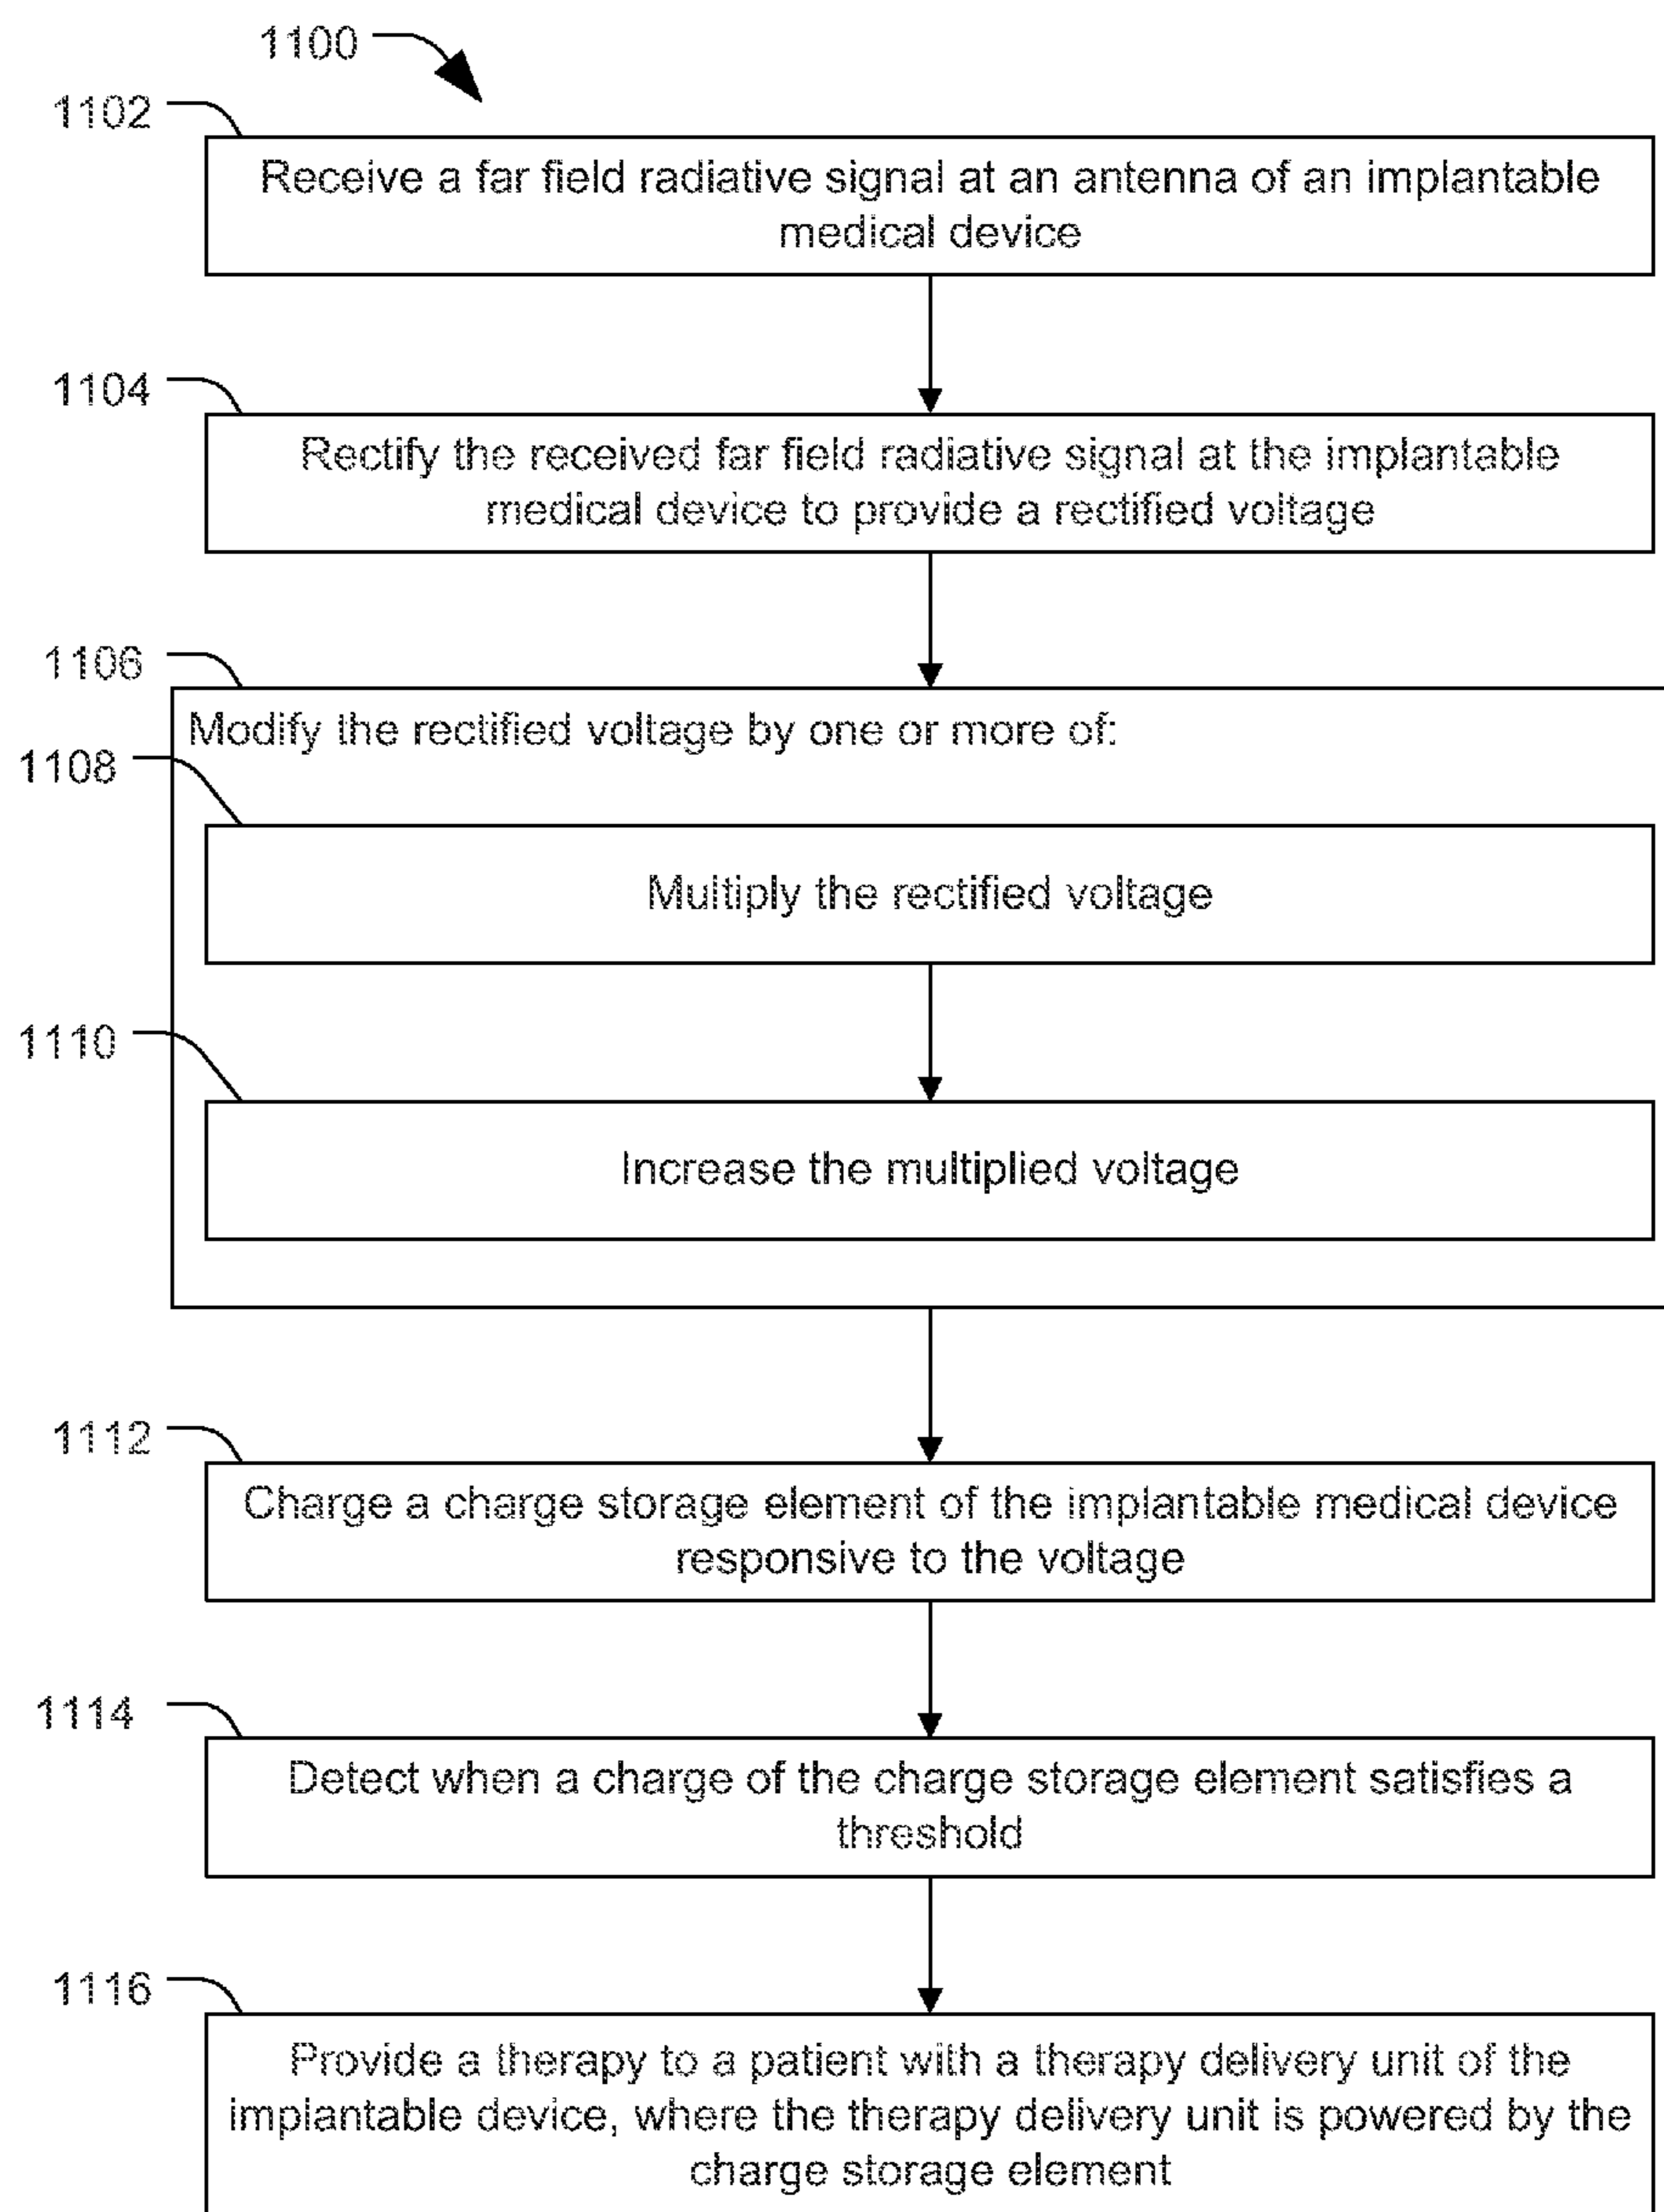 1100
1102
Receive a far field radiative signal at an antenna of an implantable
medical device
1104
Rectify the received far field radiative signal at the implantable
medical device to provide a rectified voltage
1106
Modify the rectified voltage by one or more of:
1108
Multiply the rectified voltage
1110
Increase the multiplied voltage
1112
Charge a charge storage element of the implantable medical device
responsive to the voltage
1114
Detect when a charge of the charge storage element satisfies a
threshold
1116
Provide a therapy to a patient with a therapy delivery unit of the
implantable device, where the therapy delivery unit is powered by the
charge storage element